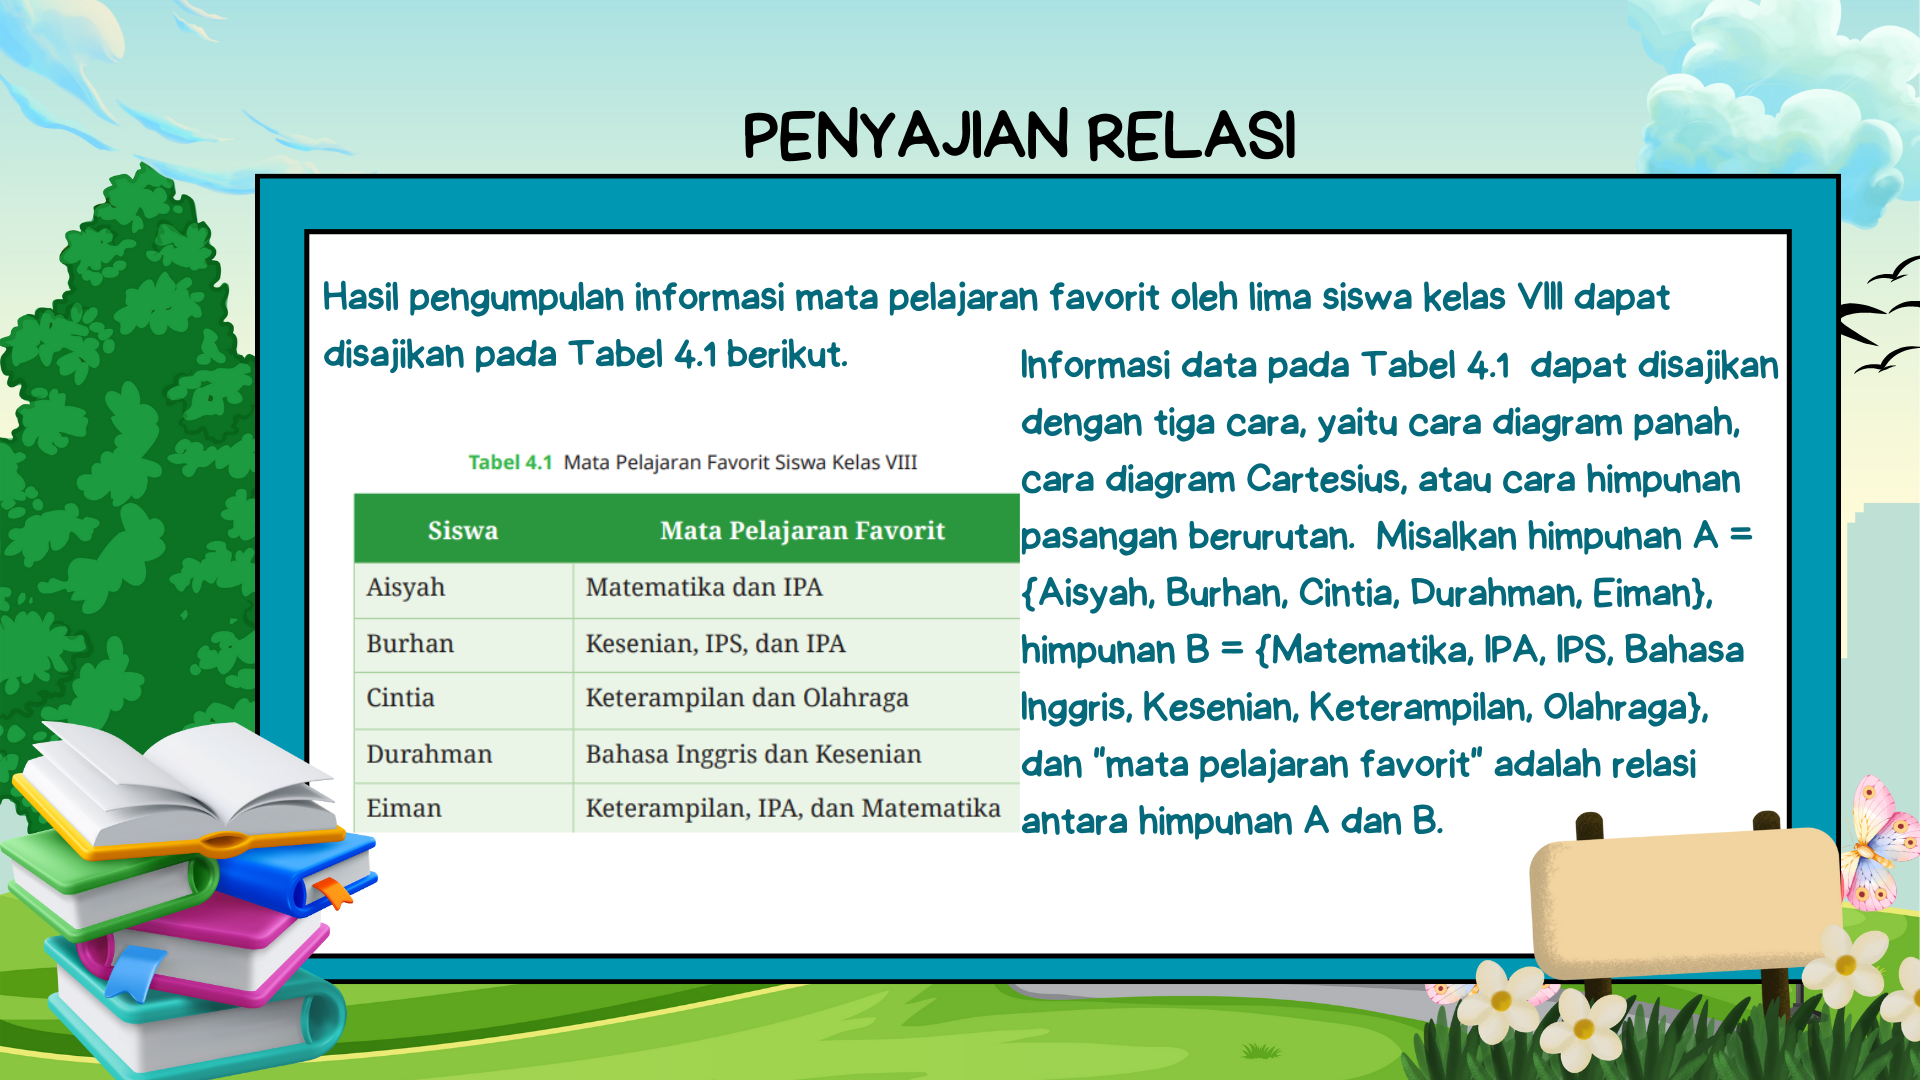 PENYAJIAN RELASI
Hasil pengumpulan informasi mata pelajaran favorit oleh lima siswa kelas VIII dapat
disajikan pada Tabel 4.1 berikut.
Tabel 4.1 Mata Pelajaran Favorit Siswa Kelas VIII
Siswa Mata Pelajaran Favorit
Aisyah Matematika dan IPA
Burhan Kesenian, IPS, dan IPA
Cintia Keterampilan dan Olahraga
Durahman Bahasa Inggris dan Kesenian
Eiman Keterampilan, IPA, dan Matematika
Informasi data pada Tabel 4.1 dapat disajikan
dengan tiga cara, yaitu cara diagram panah,
cara diagram Cartesius, atau cara himpunan
pasangan berurutan. Misalkan himpunan A =
{Aisyah, Burhan, Cintia, Durahman, Eiman},
himpunan B = {Matematika, IPA, IPS, Bahasa
Inggris, Kesenian, Keterampilan, Olahraga},
dan "mata pelajaran favorit" adalah relasi
antara himpunan A dan B.